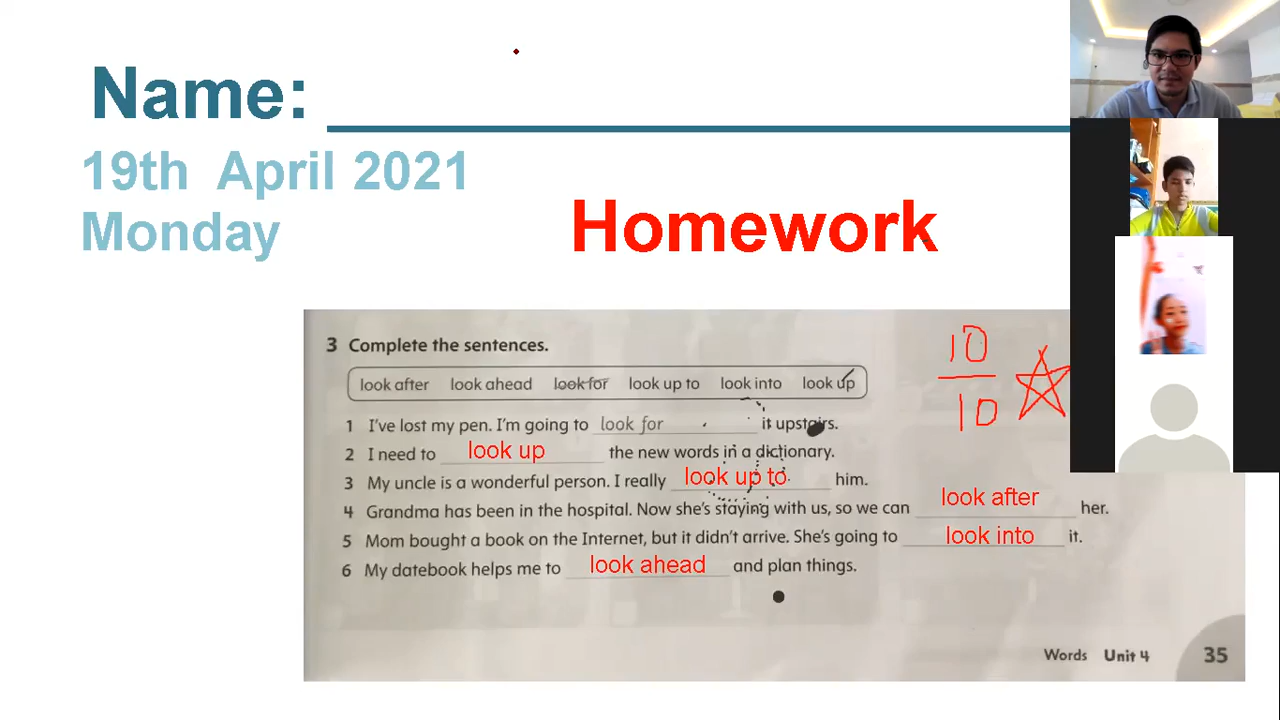 Name:
19th April 2021
Monday
Homework
3 Complete the sentences.
look after look ahead look for look up to look into look up
1 I've lost my pen. I'm going to look for it upstairs.
2 I need to look up the new words in a dictionary.
3 My uncle is a wonderful person. I really look up to him.
4 Grandma has been in the hospital. Now she's staying with us, so we can look after her.
5 Mom bought a book on the Internet, but it didn't arrive. She's going to look into it.
6 My datebook helps me to look ahead and plan things.
10
10
Words Unit 4 35